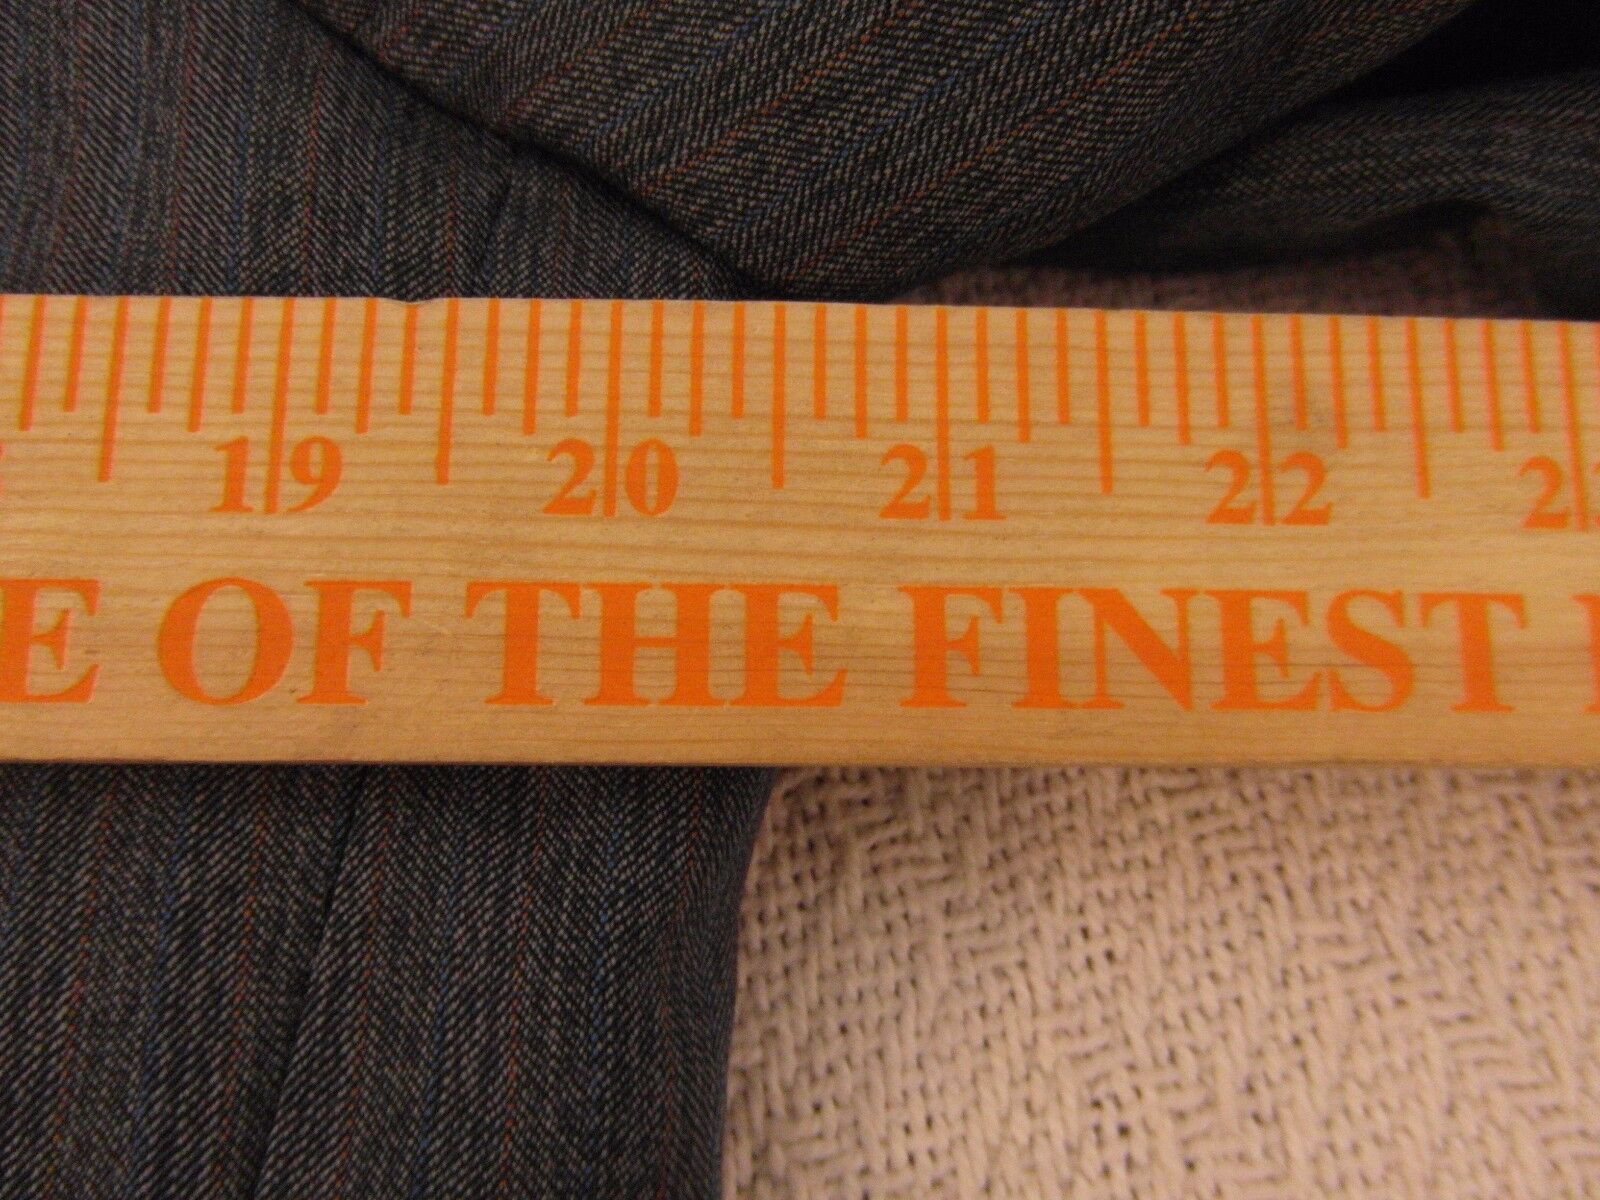 19 20 21 22
OF THE FINEST